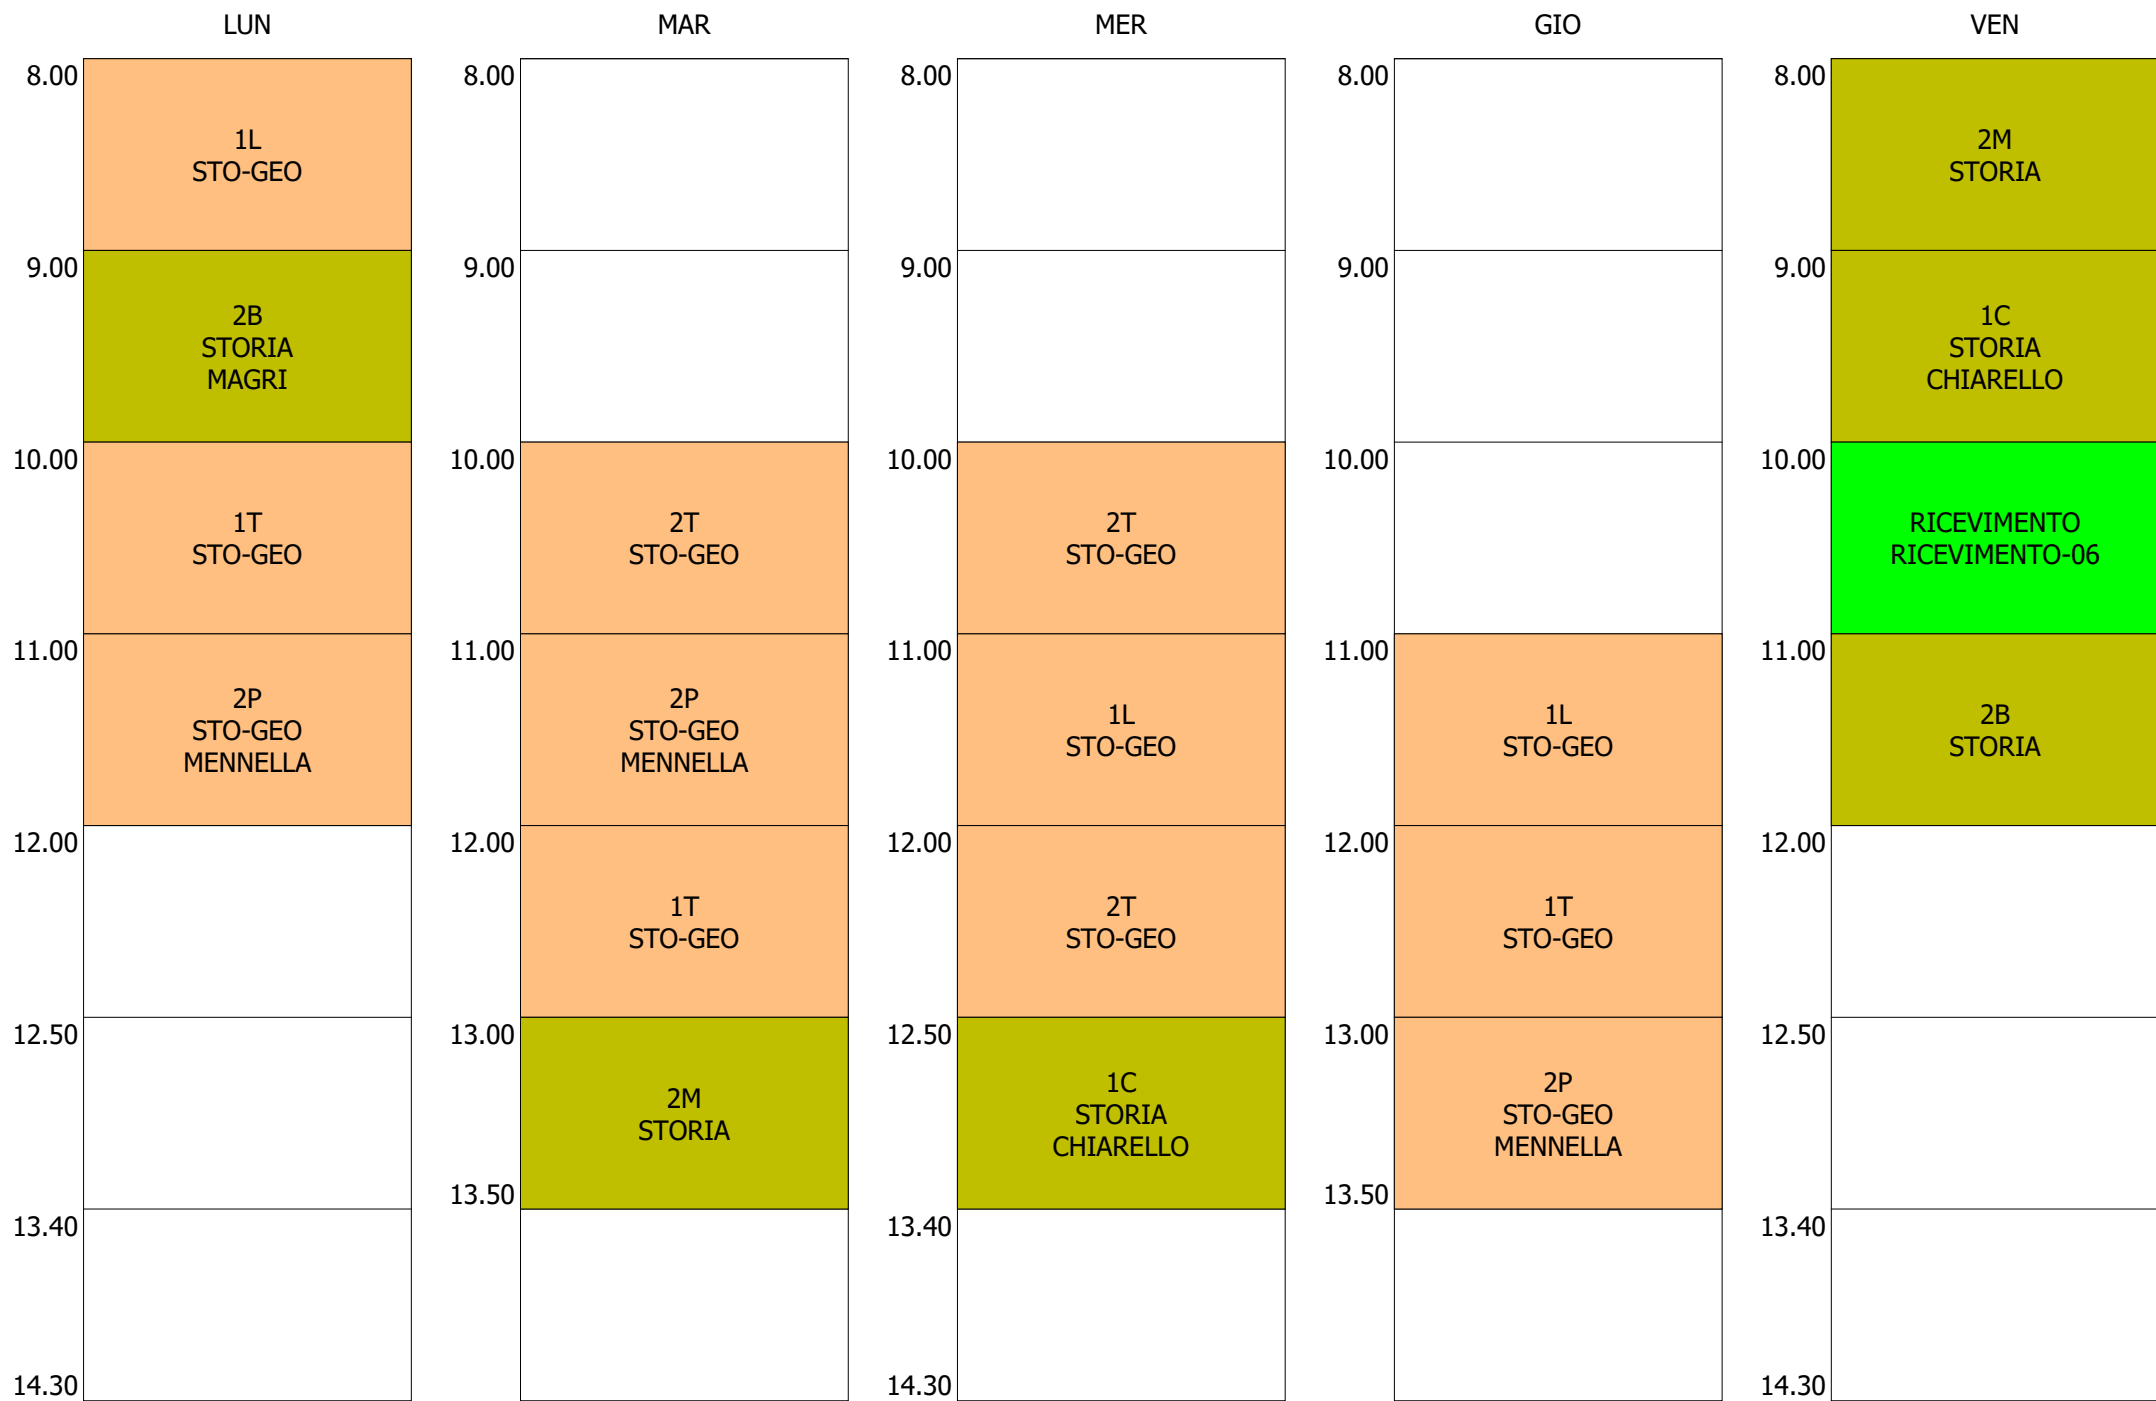 LUN
8.00
1L
STO-GEO
9.00
2B
STORIA
MAGRI
10.00
1T
STO-GEO
11.00
2P
STO-GEO
MENNELLA
12.00
12.50
13.40
14.30
MAR
8.00
9.00
10.00
2T
STO-GEO
11.00
2P
STO-GEO
MENNELLA
12.00
1T
STO-GEO
13.00
2M
STORIA
13.50
MER
8.00
9.00
10.00
2T
STO-GEO
11.00
1L
STO-GEO
12.00
2T
STO-GEO
12.50
1C
STORIA
CHIARELLO
13.40
14.30
GIO
8.00
9.00
10.00
11.00
1L
STO-GEO
12.00
1T
STO-GEO
13.00
2P
STO-GEO
MENNELLA
13.50
VEN
8.00
2M
STORIA
9.00
1C
STORIA
CHIARELLO
10.00
RICEVIMENTO
RICEVIMENTO-06
11.00
2B
STORIA
12.00
12.50
13.40
14.30